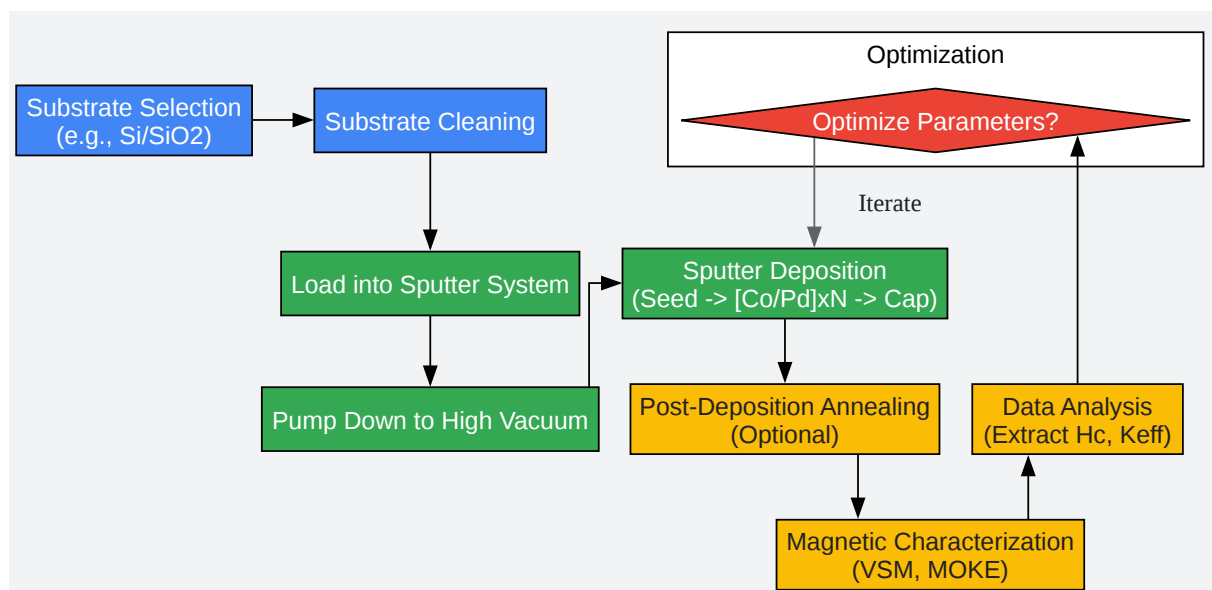 Substrate Selection
(e.g., Si/SiO2)
Substrate Cleaning
Load into Sputter System
Pump Down to High Vacuum
Optimization
Optimize Parameters?
Iterate
Sputter Deposition
(Seed -> [Co/Pd]xN -> Cap)
Post-Deposition Annealing
(Optional)
Magnetic Characterization
(VSM, MOKE)
Data Analysis
(Extract Hc, Keff)